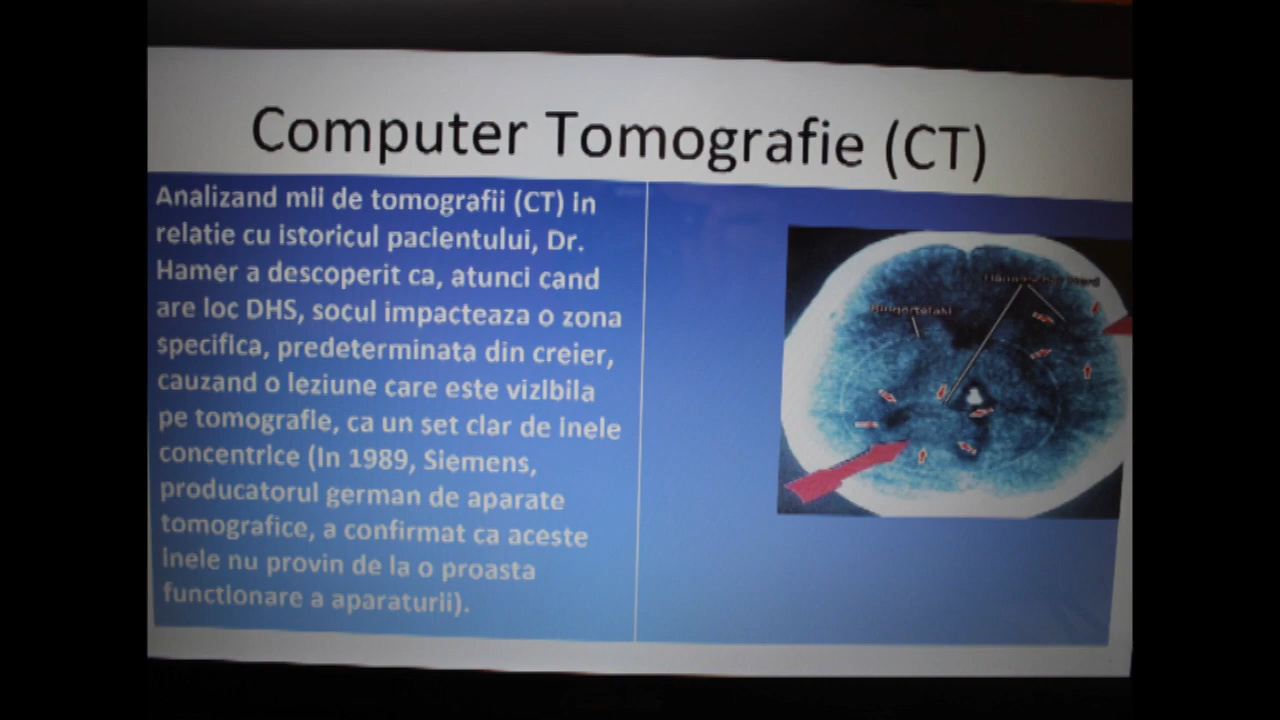 Computer Tomografie (CT)
Analizand mii de tomografii (CT) in
relatie cu istoricul pacientului, Dr.
Hamer a descoperit ca, atunci cand
are loc DHS, socul impacteaza o zona
specifica, predeterminata din creier,
cauzand o leziune care este vizibila
pe tomografie, ca un set clar de inele
concentrice (In 1989, Siemens,
producatorul german de aparate
tomografice, a confirmat ca aceste
inele nu provin de la o proasta
functionare a aparaturii).